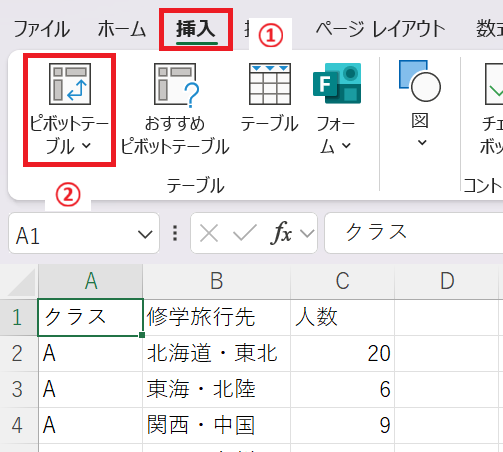 ファイル ホーム 挿入 ① ページ レイアウト 数式
ピボットテー
ブル
おすすめ
ピボットテーブル
テーブル
フォー
ム
図
チェ
ボッ
②
テーブル
コント
A1
fx
クラス
A B C D
1 クラス 修学旅行先 人数
2 A 北海道・東北 20
3 A 東海・北陸 6
4 A 関西・中国 9